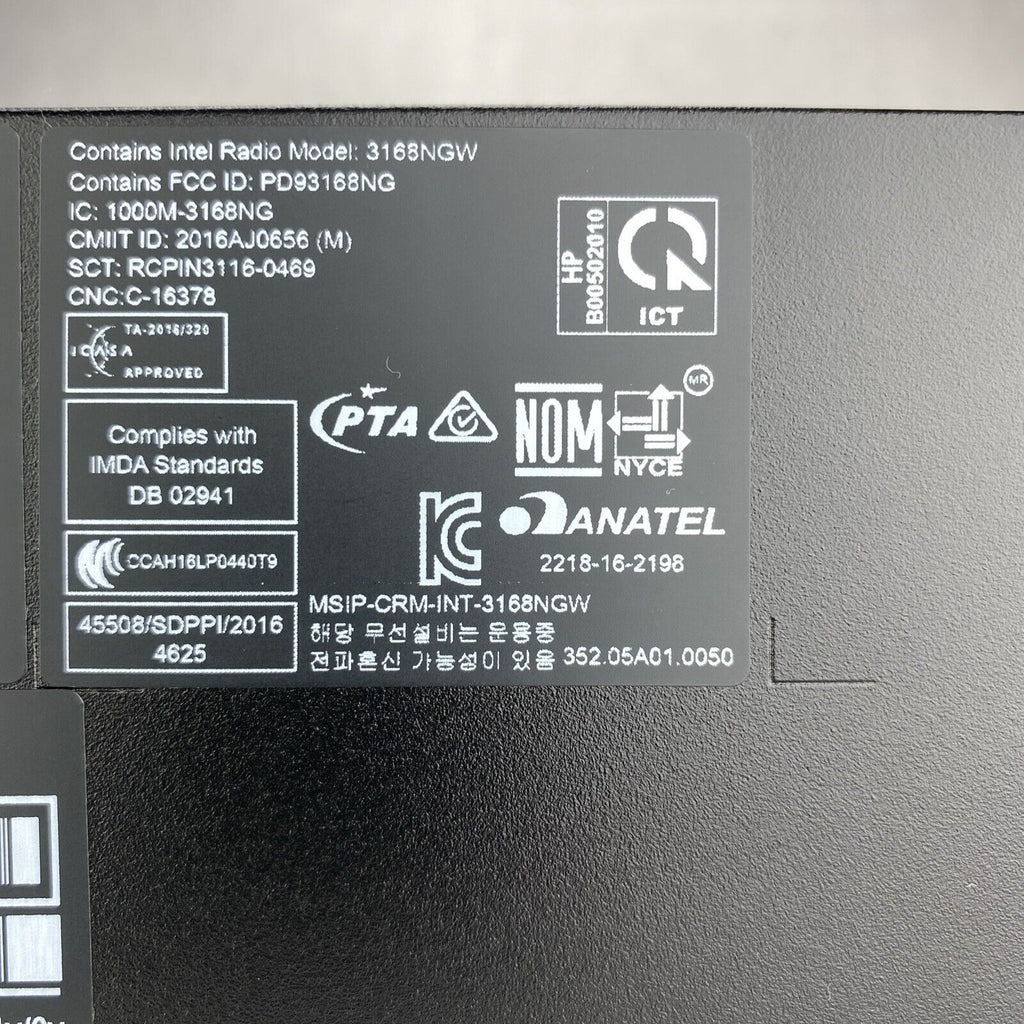 Contains Intel Radio Model: 3168NGW
Contains FCC ID: PD93168NG
IC: 1000M-3168NG
CMIIT ID: 2016AJ0656 (M)
SCT: RCPIN3116-0469
CNC:C-16378
TA-2016/320
ICASA
APPROVED
HP
B00502010
ICT
Complies with
IMDA Standards
DB 02941
PTA
NOM
MR
NYCE
CCAH16LP0440T9
ANATEL
2218-16-2198
45508/SDPPI/2016
4625
MSIP-CRM-INT-3168NGW
해당 무선설비는 운용중
전파혼신 가능성이 있음 352.05A01.0050